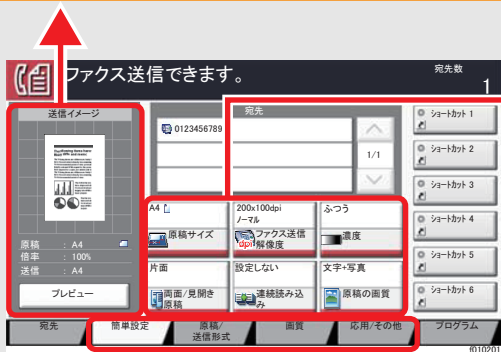 ファクス送信できます。
宛先数
1
送信イメージ
原稿 : A4
倍率 : 100%
送信 : A4
プレビュー
宛先
0123456789
1/1
A4
原稿サイズ
200x100dpi
ノーマル
ファクス送信
解像度
dpi
ふつう
濃度
片面
両面/見開き
原稿
設定しない
連続読み込
み
文字+写真
原稿の画質
ショートカット 1
ショートカット 2
ショートカット 3
ショートカット 4
ショートカット 5
ショートカット 6
宛先
簡単設定
原稿/
送信形式
画質
応用/その他
プログラム
f010201